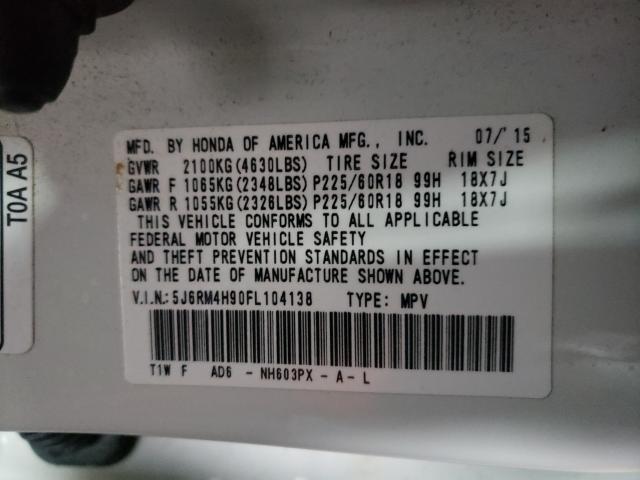 T0A A5
MFD. BY HONDA OF AMERICA MFG., INC. 07/'15
GVWR 2100KG(4630LBS) TIRE SIZE RIM SIZE
GAWR F 1065KG(2348LBS) P225/60R18 99H 18X7J
GAWR R 1055KG(2326LBS) P225/60R18 99H 18X7J
THIS VEHICLE CONFORMS TO ALL APPLICABLE
FEDERAL MOTOR VEHICLE SAFETY
AND THEFT PREVENTION STANDARDS IN EFFECT
ON THE DATE OF MANUFACTURE SHOWN ABOVE.
V.I.N.:5J6RM4H90FL104138 TYPE: MPV
T1W F AD6 - NH603PX - A - L